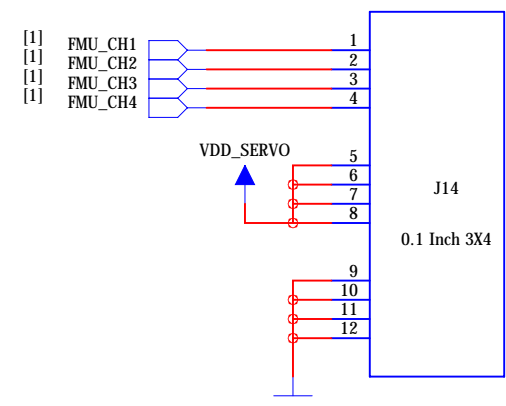 [1] FMU_CH1 1
[1] FMU_CH2 2
[1] FMU_CH3 3
[1] FMU_CH4 4
VDD_SERVO 5
6
7
8
J14
0.1 Inch 3X4
9
10
11
12